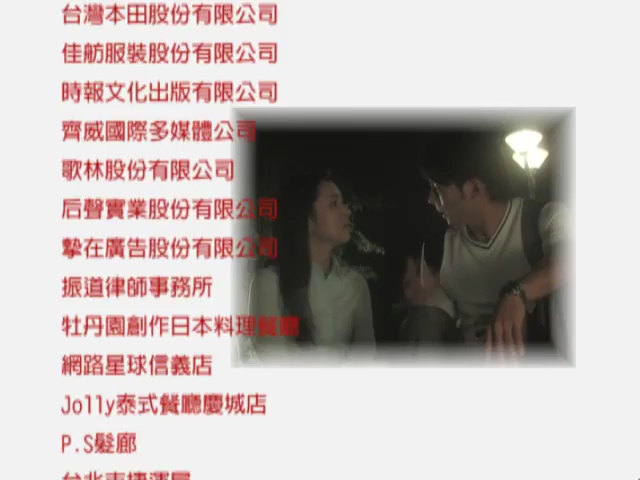 台灣本田股份有限公司
佳舫服裝股份有限公司
時報文化出版有限公司
齊威國際多媒體公司
歌林股份有限公司
后聲實業股份有限公司
摯在廣告股份有限公司
振道律師事務所
牡丹園創作日本料理餐廳
網路星球信義店
Jolly泰式餐廳慶城店
P.S髮廊